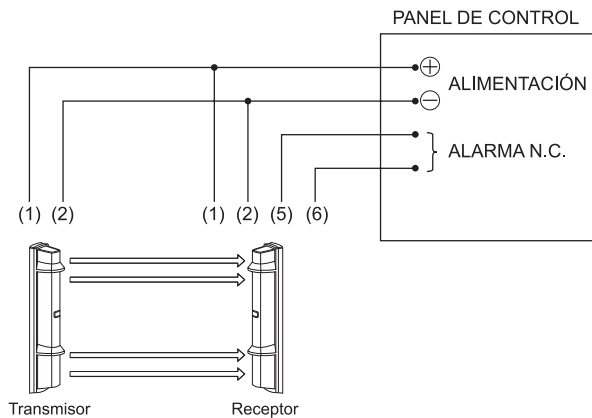 PANEL DE CONTROL
+
ALIMENTACIÓN
−
ALARMA N.C.
(1) (2) (1) (2) (5) (6)
Transmisor Receptor